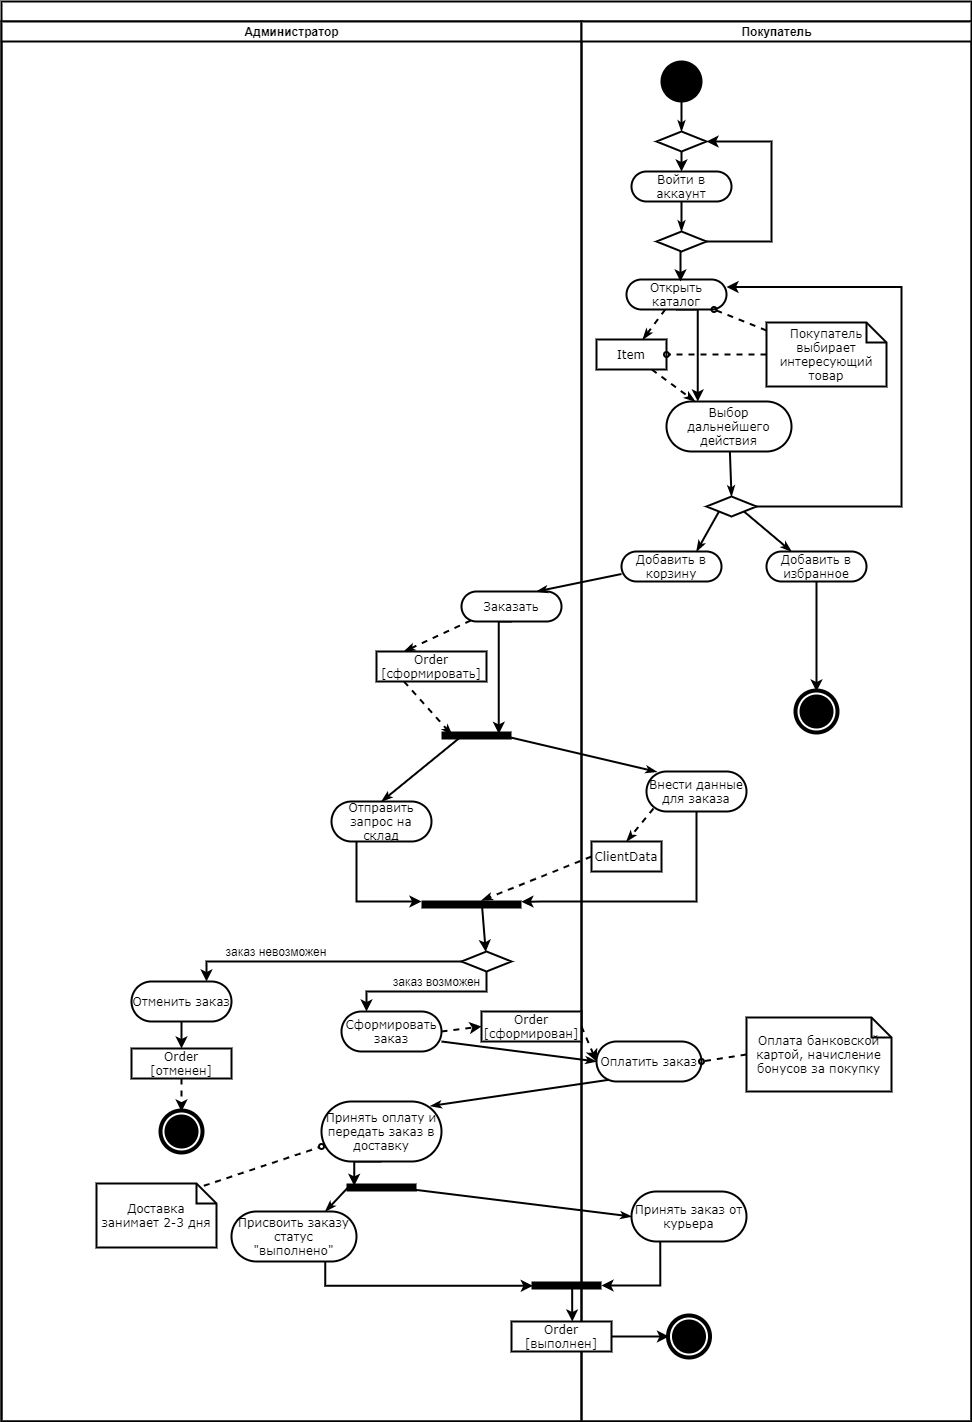 Администратор
Покупатель
Войти в
аккаунт
Открыть
каталог
Item
Покупатель
выбирает
интересующий
товар
Выбор
дальнейшего
действия
Добавить в
корзину
Добавить в
избранное
Заказать
Order
[сформировать]
Внести данные
для заказа
Отправить
запрос на
склад
ClientData
заказ невозможен
заказ возможен
Отменить заказ
Сформировать
заказ
Order
[сформирован]
Оплатить заказ
Оплата банковской
картой, начисление
бонусов за покупку
Order
[отменен]
Принять оплату и
передать заказ в
доставку
Доставка
занимает 2-3 дня
Присвоить заказу
статус
"выполнено"
Принять заказ от
курьера
Order
[выполнен]